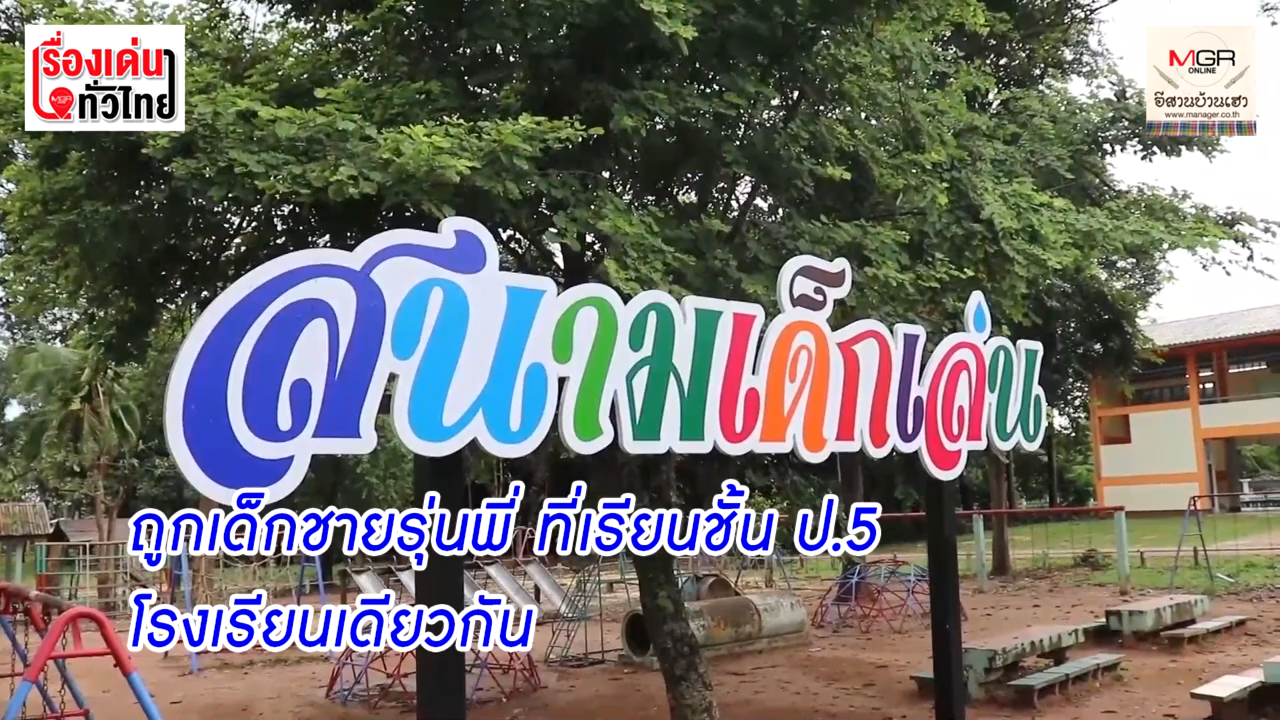 เรื่องเด่น
MGR
ทั่วไทย
MGR
ONLINE
อีสานบ้านเฮา
www.manager.co.th
สนามเด็กเล่น
ถูกเด็กชายรุ่นพี่ ที่เรียนชั้น ป.5
โรงเรียนเดียวกัน